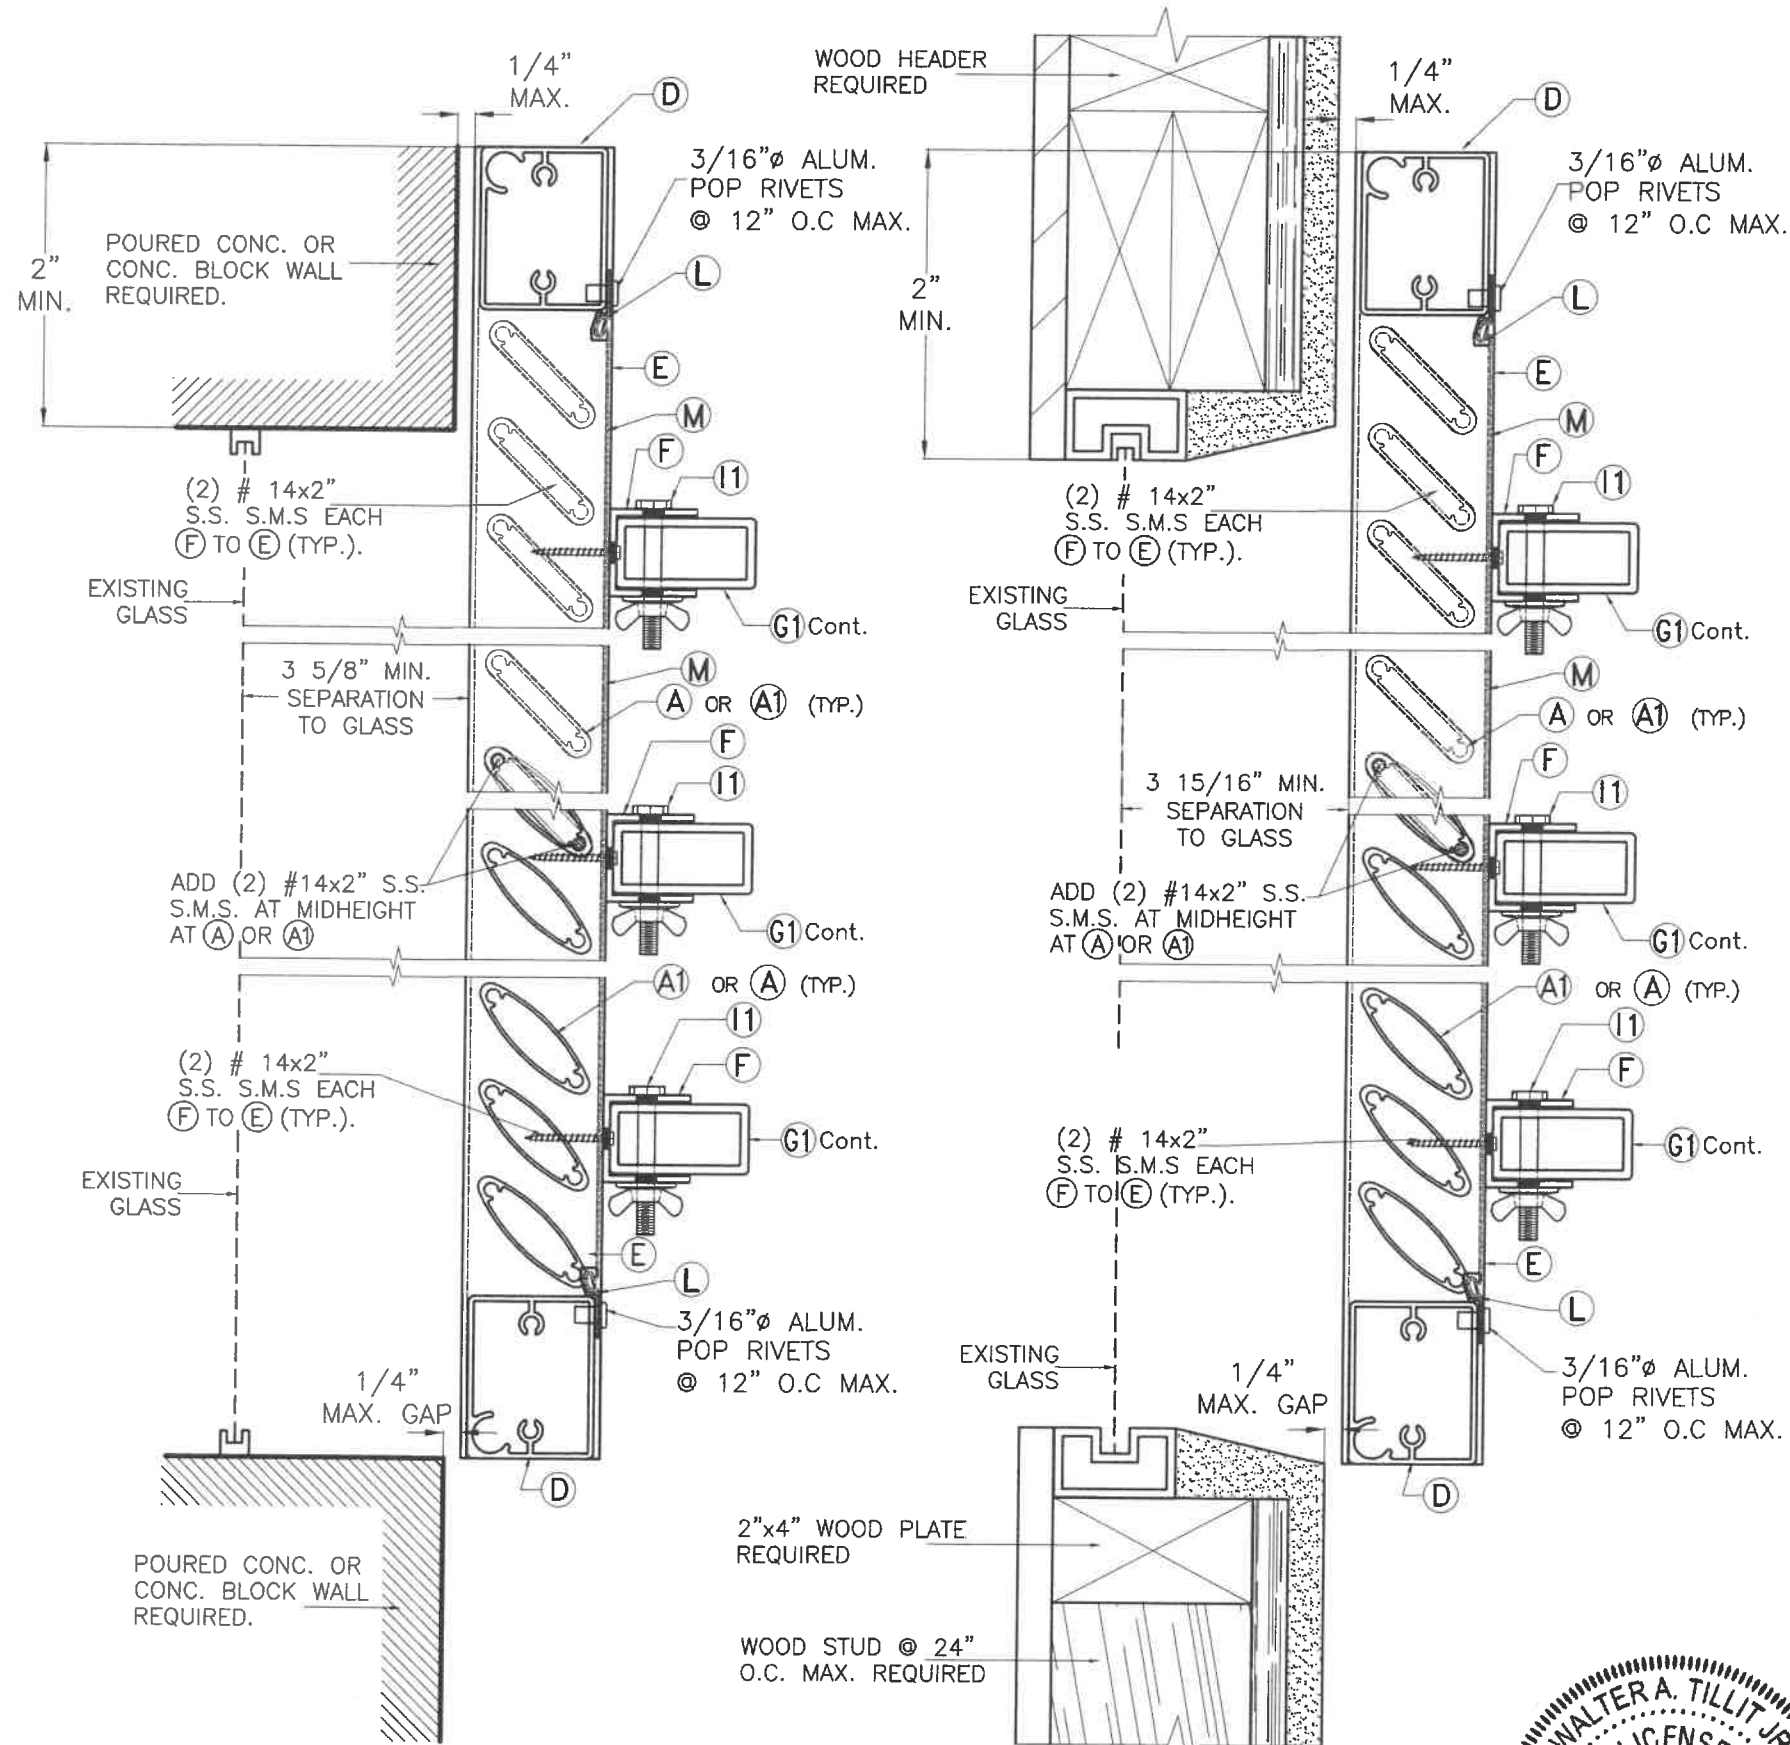 1/4"
MAX.
D
3/16"ø ALUM.
POP RIVETS
@ 12" O.C MAX.
POURED CONC. OR
CONC. BLOCK WALL
REQUIRED.
2"
MIN.
L
E
M
F
I1
(2) # 14x2"
S.S. S.M.S EACH
F TO E (TYP.).
EXISTING
GLASS
G1 Cont.
3 5/8" MIN.
SEPARATION
TO GLASS
M
A OR A1 (TYP.)
F
I1
ADD (2) #14x2" S.S.
S.M.S. AT MIDHEIGHT
AT A OR A1
G1 Cont.
A1 OR A (TYP.)
I1
F
(2) # 14x2"
S.S. S.M.S EACH
F TO E (TYP.).
G1 Cont.
EXISTING
GLASS
E
L
3/16"ø ALUM.
POP RIVETS
@ 12" O.C MAX.
1/4"
MAX. GAP
D
POURED CONC. OR
CONC. BLOCK WALL
REQUIRED.
WOOD HEADER
REQUIRED
1/4"
MAX.
D
3/16"ø ALUM.
POP RIVETS
@ 12" O.C MAX.
2"
MIN.
L
E
M
F
I1
(2) # 14x2"
S.S. S.M.S EACH
F TO E (TYP.).
EXISTING
GLASS
G1 Cont.
M
A OR A1 (TYP.)
F
I1
3 15/16" MIN.
SEPARATION
TO GLASS
ADD (2) #14x2" S.S.
S.M.S. AT MIDHEIGHT
AT A OR A1
G1 Cont.
A1 OR A (TYP.)
I1
F
(2) # 14x2"
S.S. S.M.S EACH
F TO E (TYP.).
G1 Cont.
E
L
EXISTING
GLASS
1/4"
MAX. GAP
3/16"ø ALUM.
POP RIVETS
@ 12" O.C MAX.
D
2"x4" WOOD PLATE
REQUIRED
WOOD STUD @ 24"
O.C. MAX. REQUIRED
WALTER A. TILLIT JR
LICENSE